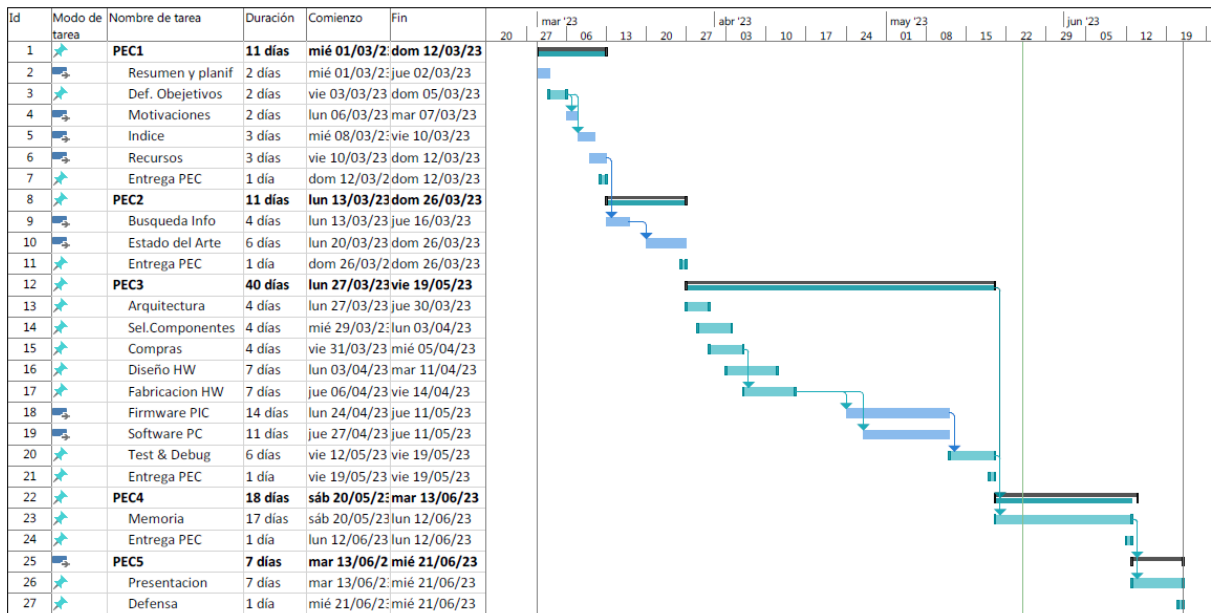 Id Modo de tarea Nombre de tarea Duración Comienzo Fin
mar '23 abr '23 may '23 jun '23
20 27 06 13 20 27 03 10 17 24 01 08 15 22 29 05 12 19
1 PEC1 11 días mié 01/03/2 dom 12/03/23
2 Resumen y planif 2 días mié 01/03/2 jue 02/03/23
3 Def. Obejetivos 2 días vie 03/03/23 dom 05/03/23
4 Motivaciones 2 días lun 06/03/23 mar 07/03/23
5 Indice 3 días mié 08/03/2 vie 10/03/23
6 Recursos 3 días vie 10/03/23 dom 12/03/23
7 Entrega PEC 1 día dom 12/03/2 dom 12/03/23
8 PEC2 11 días lun 13/03/23 dom 26/03/23
9 Busqueda Info 4 días lun 13/03/23 jue 16/03/23
10 Estado del Arte 6 días lun 20/03/23 dom 26/03/23
11 Entrega PEC 1 día dom 26/03/2 dom 26/03/23
12 PEC3 40 días lun 27/03/23 vie 19/05/23
13 Arquitectura 4 días lun 27/03/23 jue 30/03/23
14 Sel.Componentes 4 días mié 29/03/2 lun 03/04/23
15 Compras 4 días vie 31/03/23 mié 05/04/23
16 Diseño HW 7 días lun 03/04/23 mar 11/04/23
17 Fabricacion HW 7 días jue 06/04/23 vie 14/04/23
18 Firmware PIC 14 días lun 24/04/23 jue 11/05/23
19 Software PC 11 días jue 27/04/23 jue 11/05/23
20 Test & Debug 6 días vie 12/05/23 vie 19/05/23
21 Entrega PEC 1 día vie 19/05/23 vie 19/05/23
22 PEC4 18 días sáb 20/05/2 mar 13/06/23
23 Memoria 17 días sáb 20/05/23 lun 12/06/23
24 Entrega PEC 1 día lun 12/06/23 lun 12/06/23
25 PEC5 7 días mar 13/06/2 mié 21/06/23
26 Presentacion 7 días mar 13/06/2 mié 21/06/23
27 Defensa 1 día mié 21/06/2 mié 21/06/23